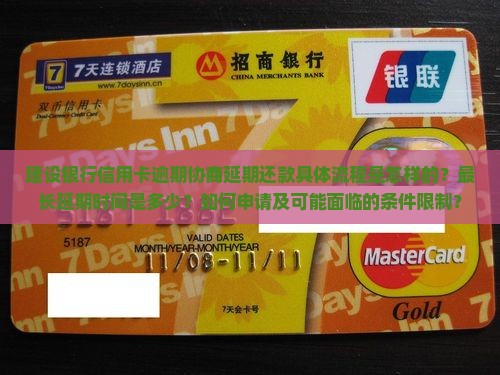 7天连锁酒店
www.7daysinn.cn
招商银行
CHINA MERCHANTS BANK
银联
双币信用卡
Dual-Currency Credit Card
7 Days Inn
建设银行信用卡逾期协商延期还款具体流程是怎样的？最
长延期时间是多少？如何申请及可能面临的条件限制？
5187
5187
VALID DATES
MONTH/YEAR-MONTH/YEAR
11/08-11/11
MasterCard
7天会卡号
Gold